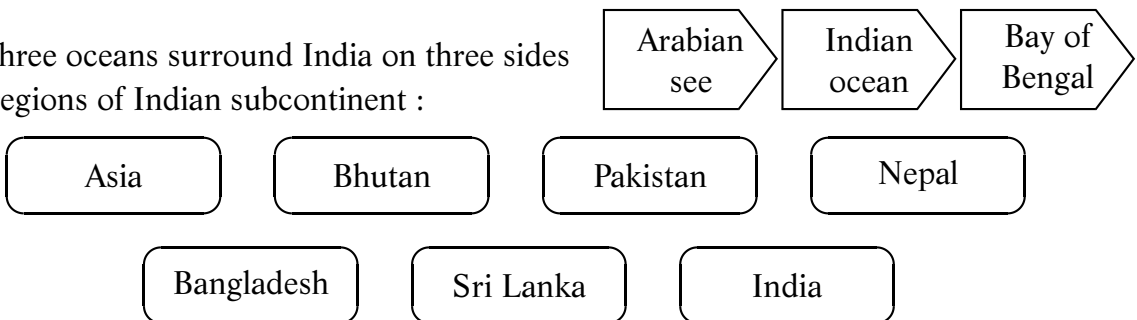 hree oceans surround India on three sides
Arabian
see
Indian
ocean
Bay of
Bengal
egions of Indian subcontinent :
Asia
Bhutan
Pakistan
Nepal
Bangladesh
Sri Lanka
India